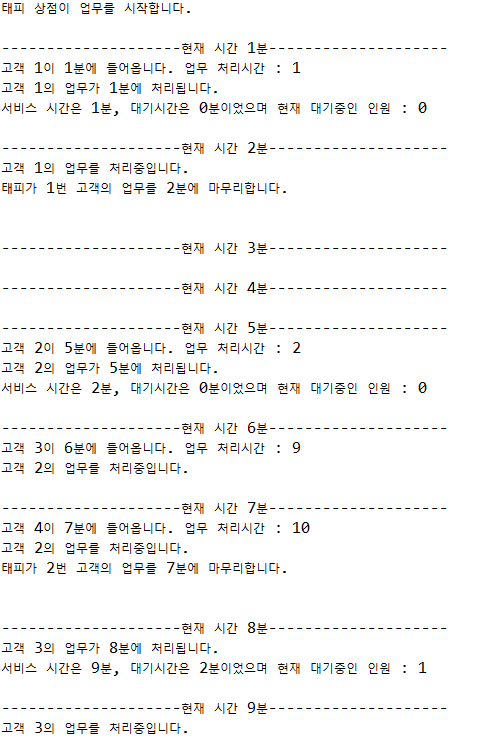 태피 상점이 업무를 시작합니다.
--------------------현재 시간 1분--------------------
고객 1이 1분에 들어옵니다. 업무 처리시간 : 1
고객 1의 업무가 1분에 처리됩니다.
서비스 시간은 1분, 대기시간은 0분이었으며 현재 대기중인 인원 : 0
--------------------현재 시간 2분--------------------
고객 1의 업무를 처리중입니다.
태피가 1번 고객의 업무를 2분에 마무리합니다.
--------------------현재 시간 3분--------------------
--------------------현재 시간 4분--------------------
--------------------현재 시간 5분--------------------
고객 2이 5분에 들어옵니다. 업무 처리시간 : 2
고객 2의 업무가 5분에 처리됩니다.
서비스 시간은 2분, 대기시간은 0분이었으며 현재 대기중인 인원 : 0
--------------------현재 시간 6분--------------------
고객 3이 6분에 들어옵니다. 업무 처리시간 : 9
고객 2의 업무를 처리중입니다.
--------------------현재 시간 7분--------------------
고객 4이 7분에 들어옵니다. 업무 처리시간 : 10
고객 2의 업무를 처리중입니다.
태피가 2번 고객의 업무를 7분에 마무리합니다.
--------------------현재 시간 8분--------------------
고객 3의 업무가 8분에 처리됩니다.
서비스 시간은 9분, 대기시간은 2분이었으며 현재 대기중인 인원 : 1
--------------------현재 시간 9분--------------------
고객 3의 업무를 처리중입니다.